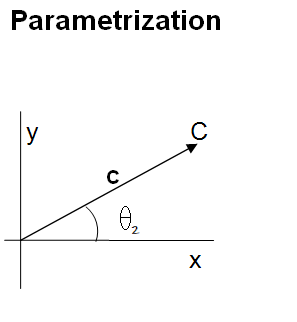 Parametrization
y
C
c
θ₂
x